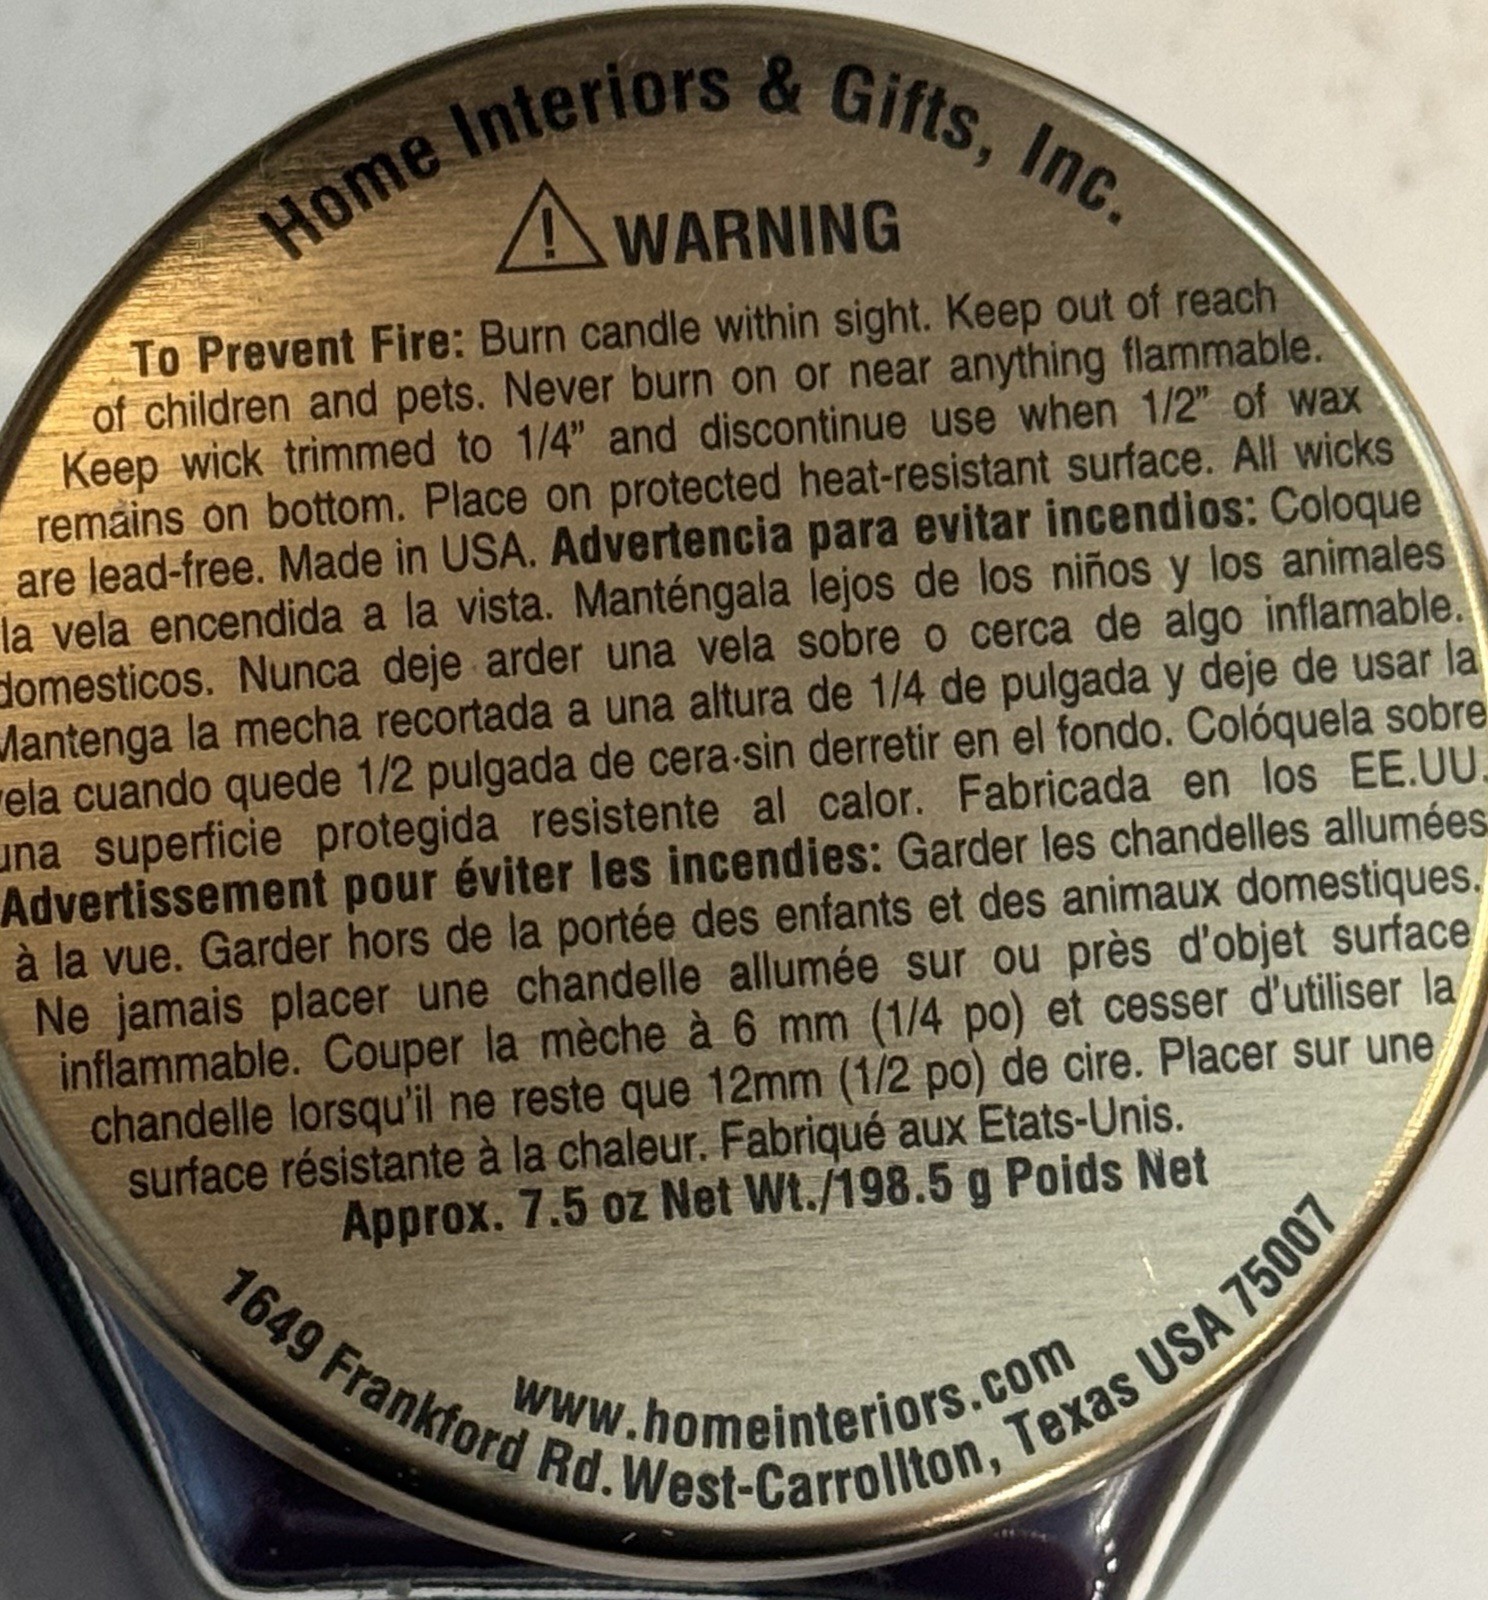 Home Interiors & Gifts, Inc.
WARNING
To Prevent Fire: Burn candle within sight. Keep out of reach
of children and pets. Never burn on or near anything flammable.
Keep wick trimmed to 1/4” and discontinue use when 1/2” of wax
remains on bottom. Place on protected heat-resistant surface. All wicks
are lead-free. Made in USA. Advertencia para evitar incendios: Coloque
la vela encendida a la vista. Manténgala lejos de los niños y los animales
domesticos. Nunca deje arder una vela sobre o cerca de algo inflamable.
Mantenga la mecha recortada a una altura de 1/4 de pulgada y deje de usar la
vela cuando quede 1/2 pulgada de cera sin derretir en el fondo. Colóquela sobre
una superficie protegida resistente al calor. Fabricada en los EE.UU.
Advertissement pour éviter les incendies: Garder les chandelles allumées
à la vue. Garder hors de la portée des enfants et des animaux domestiques.
Ne jamais placer une chandelle allumée sur ou près d'objet surface
inflammable. Couper la mèche à 6 mm (1/4 po) et cesser d'utiliser la
chandelle lorsqu'il ne reste que 12mm (1/2 po) de cire. Placer sur une
surface résistante à la chaleur. Fabriqué aux Etats-Unis.
Approx. 7.5 oz Net Wt./198.5 g Poids Net
www.homeinteriors.com
1649 Frankford Rd. West-Carrollton, Texas USA 75007